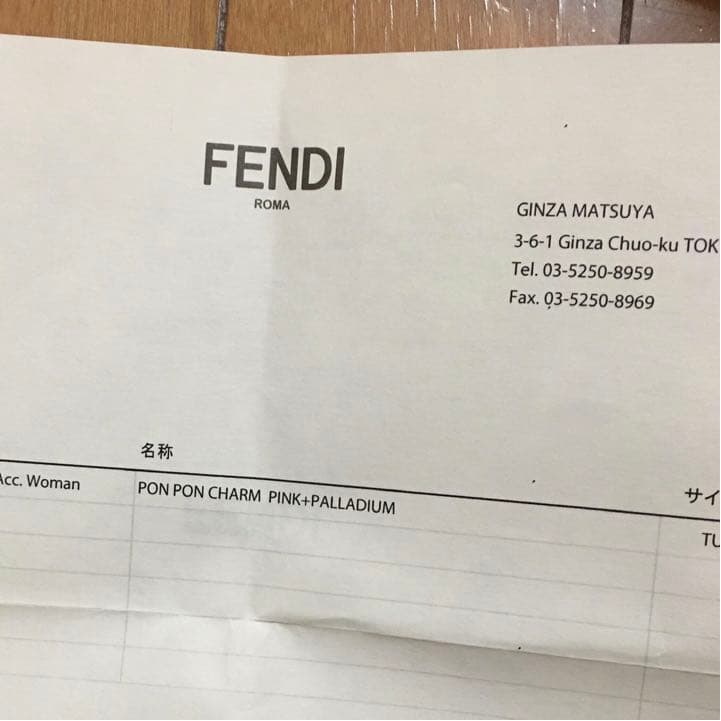 FENDI
ROMA
GINZA MATSUYA
3-6-1 Ginza Chuo-ku TOK
Tel. 03-5250-8959
Fax. 03-5250-8969
名称
サイ
Acc. Woman
PON PON CHARM PINK+PALLADIUM
TU